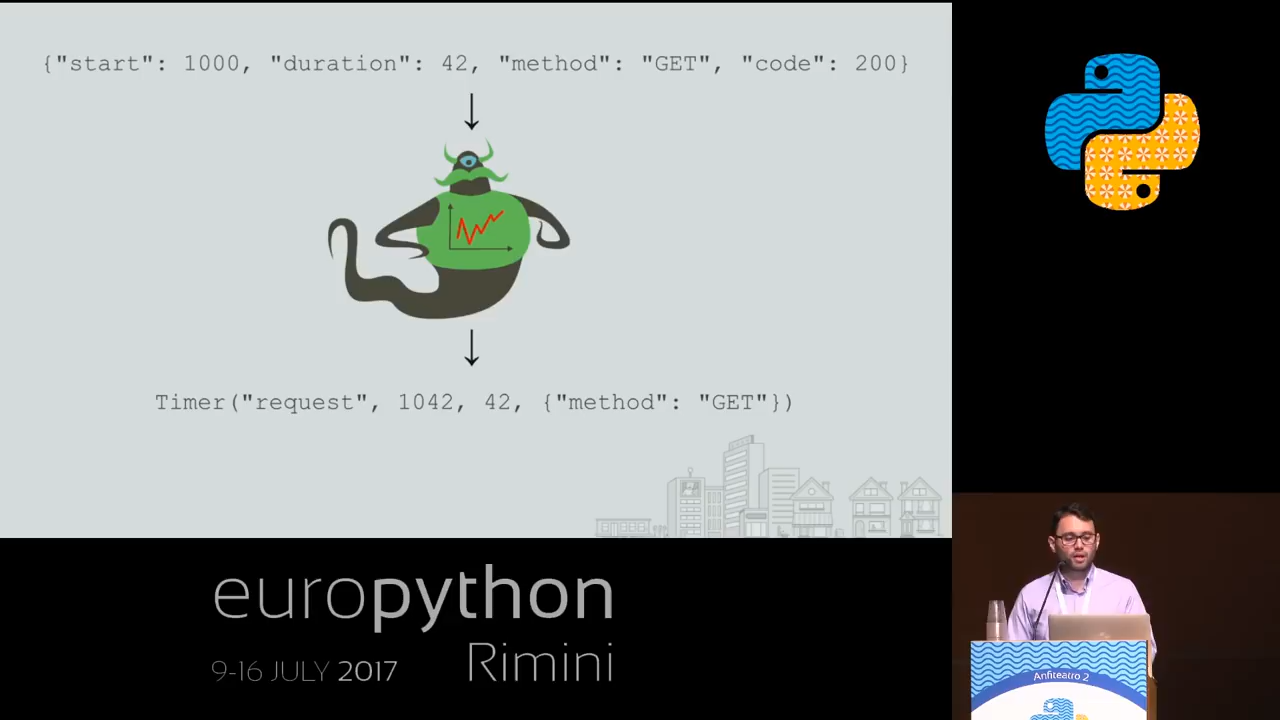 {"start": 1000, "duration": 42, "method": "GET", "code": 200}
Timer("request", 1042, 42, {"method": "GET"})
europython
Rimini
9-16 JULY 2017
Anfiteatro 2